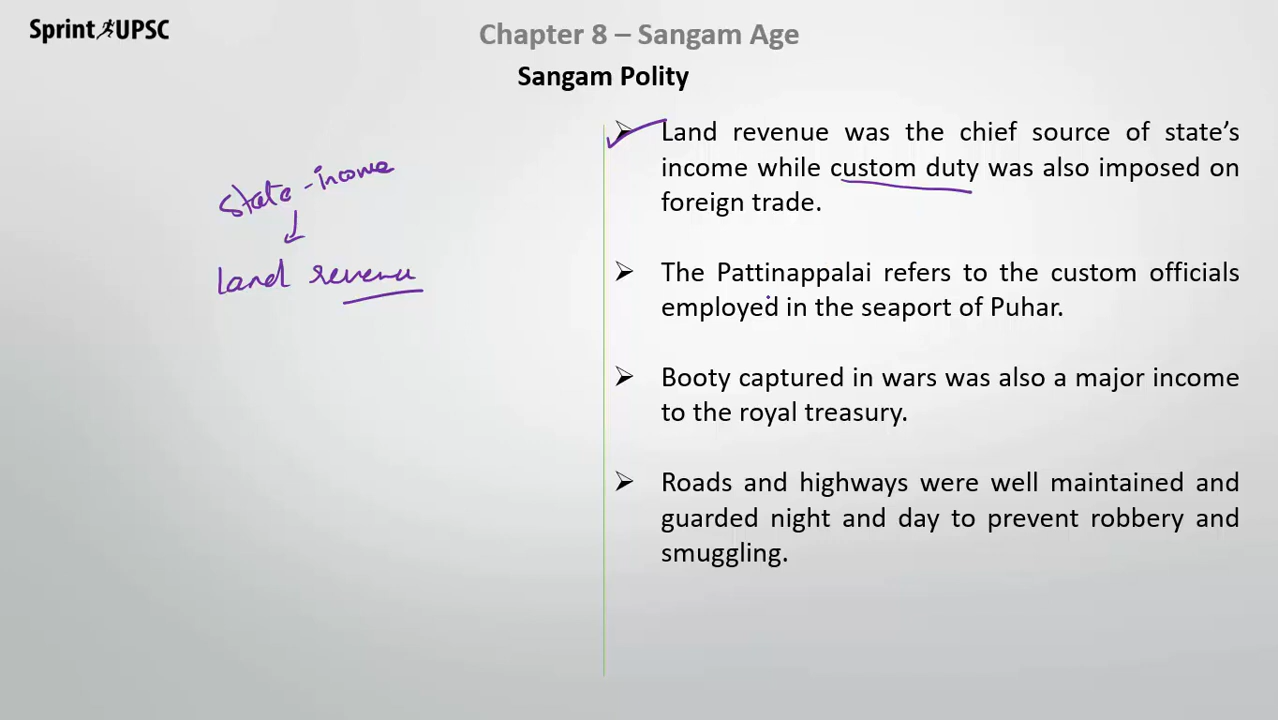 Sprint UPSC
Chapter 8 – Sangam Age
Sangam Polity
state - income
land revenu
➢ Land revenue was the chief source of state's
income while custom duty was also imposed on
foreign trade.
➢ The Pattinappalai refers to the custom officials
employed in the seaport of Puhar.
➢ Booty captured in wars was also a major income
to the royal treasury.
➢ Roads and highways were well maintained and
guarded night and day to prevent robbery and
smuggling.